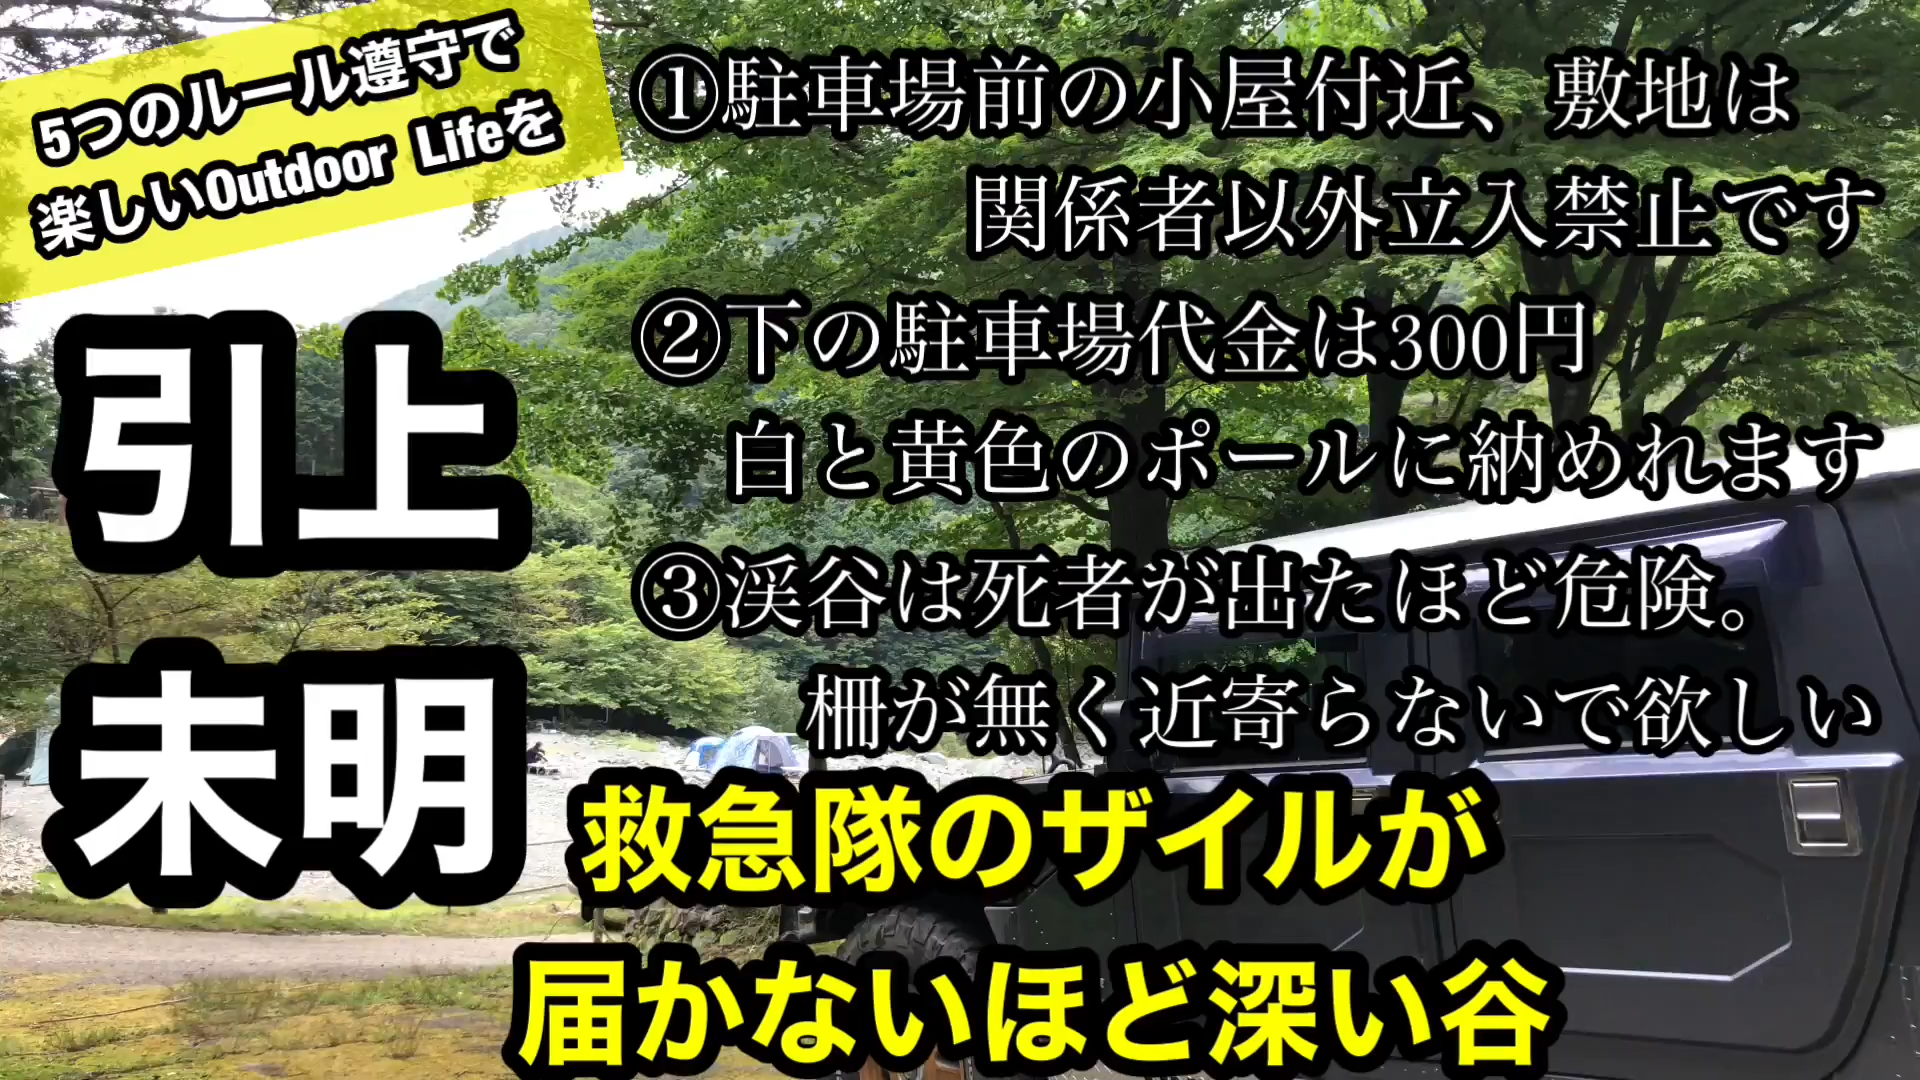 5つのルール遵守で
楽しいOutdoor Lifeを
引上
未明
①駐車場前の小屋付近、敷地は
関係者以外立入禁止です
②下の駐車場代金は300円
白と黄色のポールに納めれます
③渓谷は死者が出たほど危険。
柵が無く近寄らないで欲しい
救急隊のザイルが
届かないほど深い谷